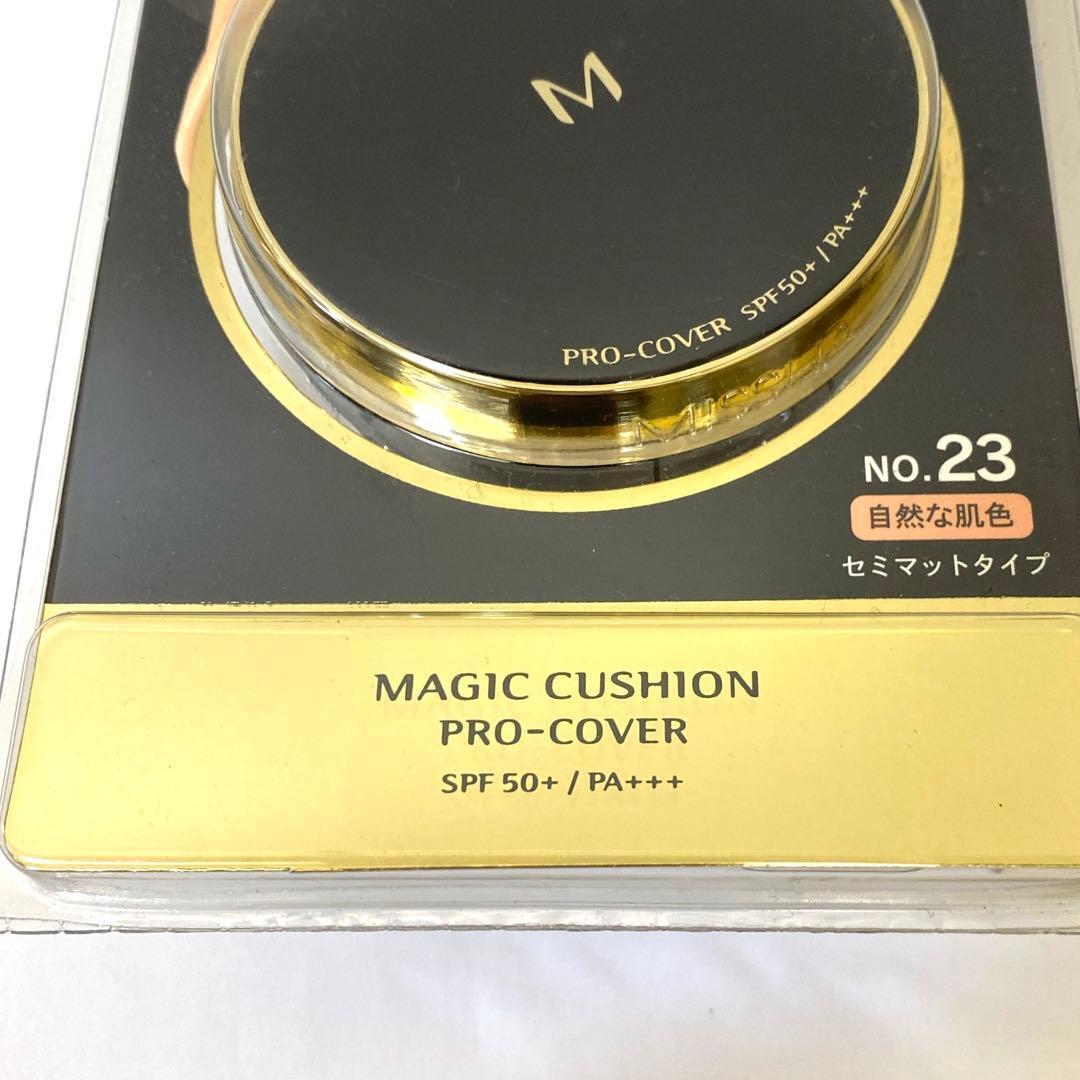 M
PRO-COVER SPF50+ / PA+++
NO.23
自然な肌色
セミマットタイプ
MAGIC CUSHION
PRO-COVER
SPF 50+ / PA+++